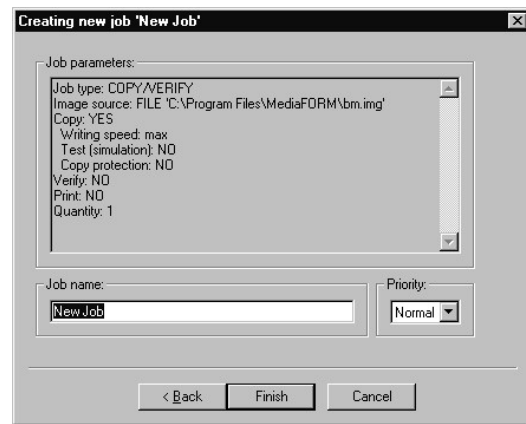 Creating new job 'New Job'
Job parameters:
Job type: COPY/VERIFY
Image source: FILE 'C:\Program Files\MediaFORM\bm.img'
Copy: YES
Writing speed: max
Test (simulation): NO
Copy protection: NO
Verify: NO
Print: NO
Quantity: 1
Job name:
Priority:
New Job
Normal
< Back
Finish
Cancel